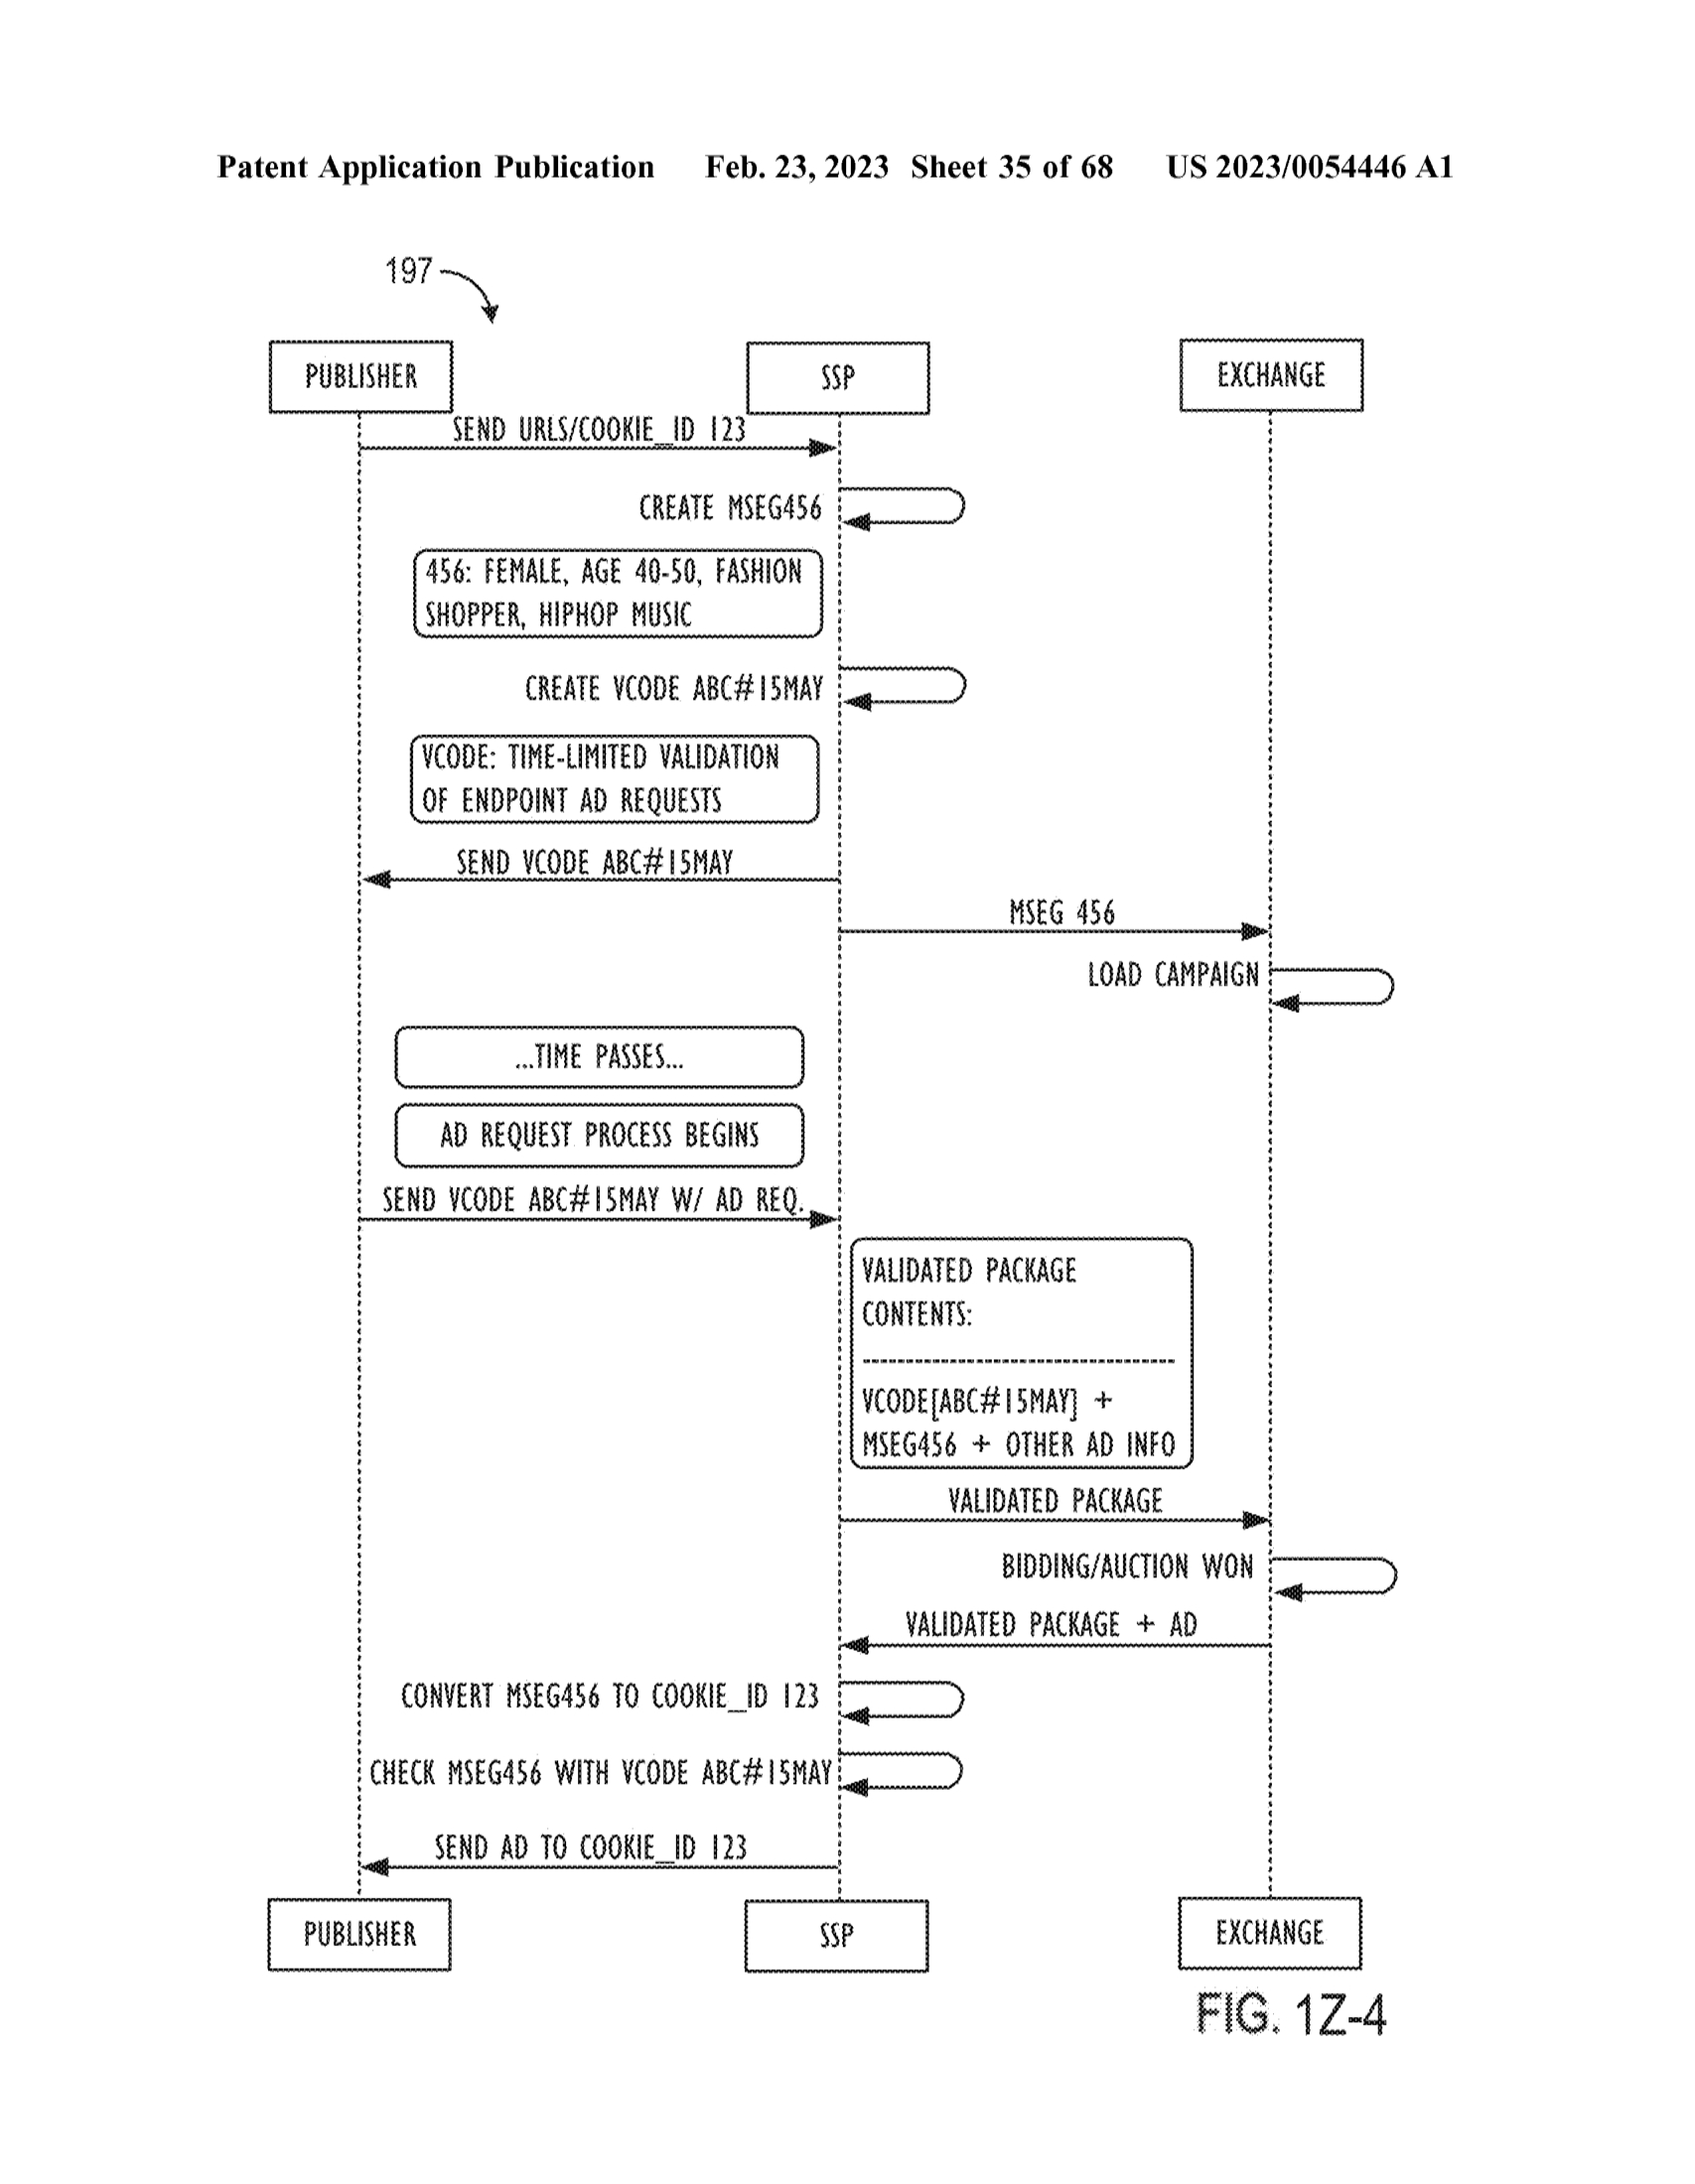 Patent Application Publication Feb. 23, 2023 Sheet 35 of 68 US 2023/0054446 A1
197
PUBLISHER SSP EXCHANGE
SEND URLS/COOKIE_ID 123
CREATE MSEG456
456: FEMALE, AGE 40-50, FASHION
SHOPPER, HIPHOP MUSIC
CREATE VCODE ABC#15MAY
VCODE: TIME-LIMITED VALIDATION
OF ENDPOINT AD REQUESTS
SEND VCODE ABC#15MAY
MSEG 456
LOAD CAMPAIGN
...TIME PASSES...
AD REQUEST PROCESS BEGINS
SEND VCODE ABC#15MAY W/ AD REQ.
VALIDATED PACKAGE
CONTENTS:
------------------------------------
VCODE[ABC#15MAY] +
MSEG456 + OTHER AD INFO
VALIDATED PACKAGE
BIDDING/AUCTION WON
VALIDATED PACKAGE + AD
CONVERT MSEG456 TO COOKIE_ID 123
CHECK MSEG456 WITH VCODE ABC#15MAY
SEND AD TO COOKIE_ID 123
PUBLISHER SSP EXCHANGE
FIG. 1Z-4